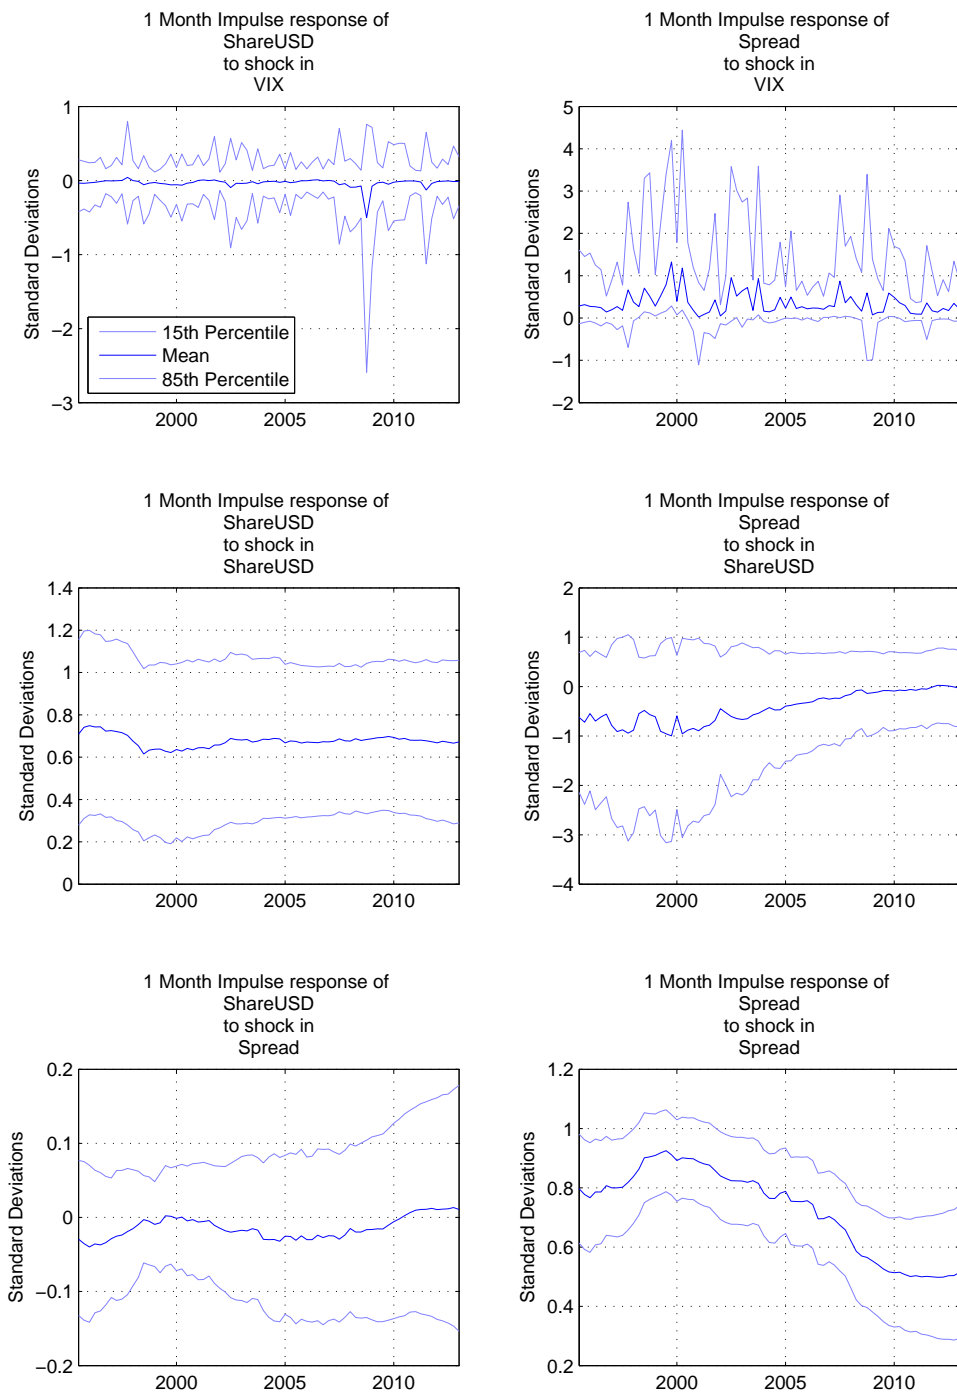 1 Month Impulse response of
ShareUSD
to shock in
VIX
1
0
−1
−2
−3
Standard Deviations
15th Percentile
Mean
85th Percentile
2000 2005 2010
1 Month Impulse response of
Spread
to shock in
VIX
5
4
3
2
1
0
−1
−2
Standard Deviations
2000 2005 2010
1 Month Impulse response of
ShareUSD
to shock in
ShareUSD
1.4
1.2
1
0.8
0.6
0.4
0.2
0
Standard Deviations
2000 2005 2010
1 Month Impulse response of
Spread
to shock in
ShareUSD
2
1
0
−1
−2
−3
−4
Standard Deviations
2000 2005 2010
1 Month Impulse response of
ShareUSD
to shock in
Spread
0.2
0.1
0
−0.1
−0.2
Standard Deviations
2000 2005 2010
1 Month Impulse response of
Spread
to shock in
Spread
1.2
1
0.8
0.6
0.4
0.2
Standard Deviations
2000 2005 2010